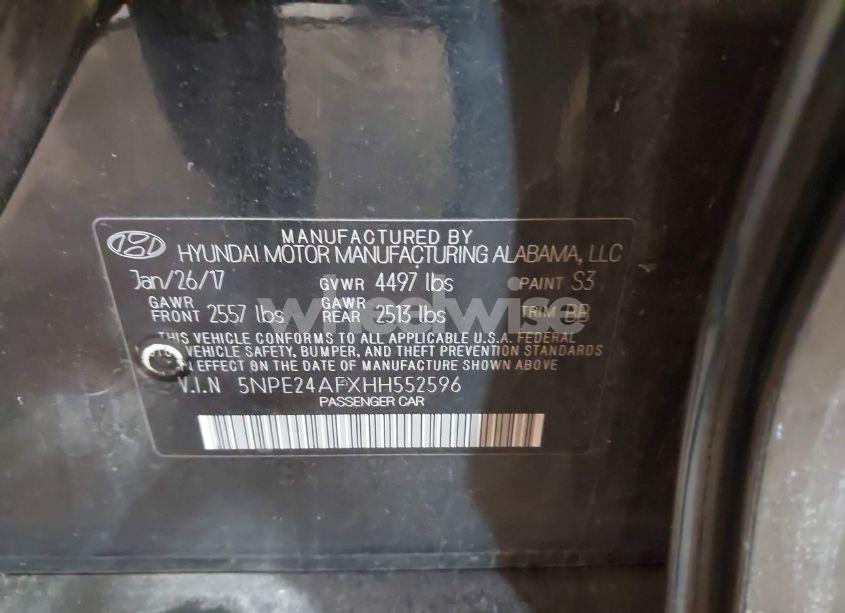 MANUFACTURED BY
HYUNDAI MOTOR MANUFACTURING ALABAMA, LLC
Jan/26/17 GVWR 4497 lbs PAINT S3
GAWR FRONT 2557 lbs GAWR REAR 2513 lbs TRIM BB
wheelwise
THIS VEHICLE CONFORMS TO ALL APPLICABLE U.S.A. FEDERAL
VEHICLE SAFETY, BUMPER, AND THEFT PREVENTION STANDARDS
EFFECT ON THE DATE OF MANUFACTURE SHOWN ABOVE
V.I.N 5NPE24AFXHH552596
PASSENGER CAR